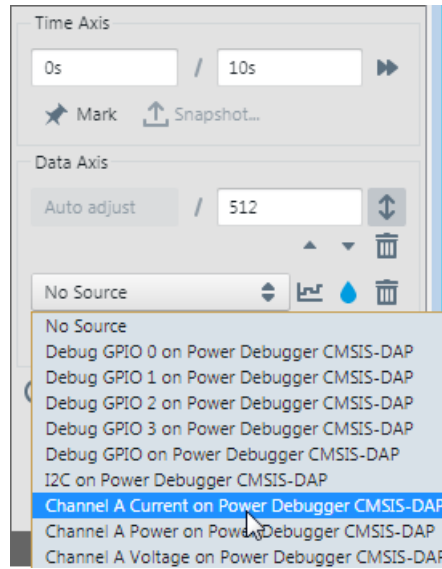 Time Axis
0s / 10s
Mark Snapshot...
Data Axis
Auto adjust / 512
No Source
No Source
Debug GPIO 0 on Power Debugger CMSIS-DAP
Debug GPIO 1 on Power Debugger CMSIS-DAP
Debug GPIO 2 on Power Debugger CMSIS-DAP
Debug GPIO 3 on Power Debugger CMSIS-DAP
Debug GPIO on Power Debugger CMSIS-DAP
I2C on Power Debugger CMSIS-DAP
Channel A Current on Power Debugger CMSIS-DAP
Channel A Power on Power Debugger CMSIS-DAP
Channel A Voltage on Power Debugger CMSIS-DAP